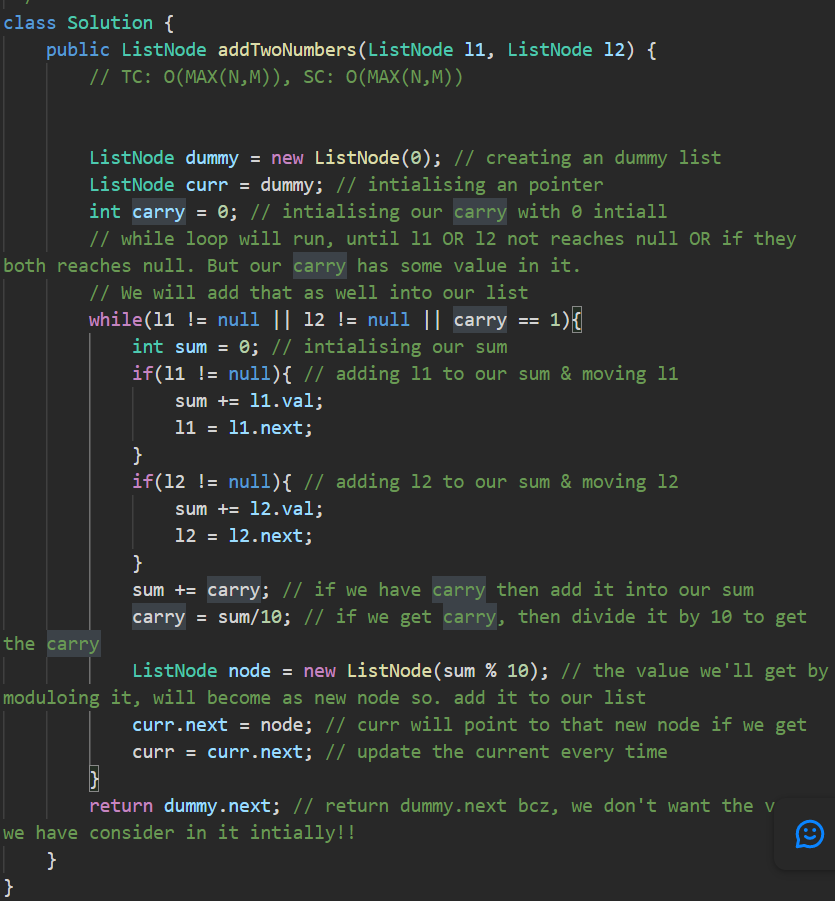 class Solution {
public ListNode addTwoNumbers(ListNode l1, ListNode l2) {
// TC: O(MAX(N,M)), SC: O(MAX(N,M))
ListNode dummy = new ListNode(0); // creating an dummy list
ListNode curr = dummy; // intialising an pointer
int carry = 0; // intialising our carry with 0 intiall
// while loop will run, until l1 OR l2 not reaches null OR if they
both reaches null. But our carry has some value in it.
// We will add that as well into our list
while(l1 != null || l2 != null || carry == 1){
int sum = 0; // intialising our sum
if(l1 != null){ // adding l1 to our sum & moving l1
sum += l1.val;
l1 = l1.next;
}
if(l2 != null){ // adding l2 to our sum & moving l2
sum += l2.val;
l2 = l2.next;
}
sum += carry; // if we have carry then add it into our sum
carry = sum/10; // if we get carry, then divide it by 10 to get
the carry
ListNode node = new ListNode(sum % 10); // the value we'll get by
moduloing it, will become as new node so. add it to our list
curr.next = node; // curr will point to that new node if we get
curr = curr.next; // update the current every time
}
return dummy.next; // return dummy.next bcz, we don't want the
we have consider in it intially!!
}
}